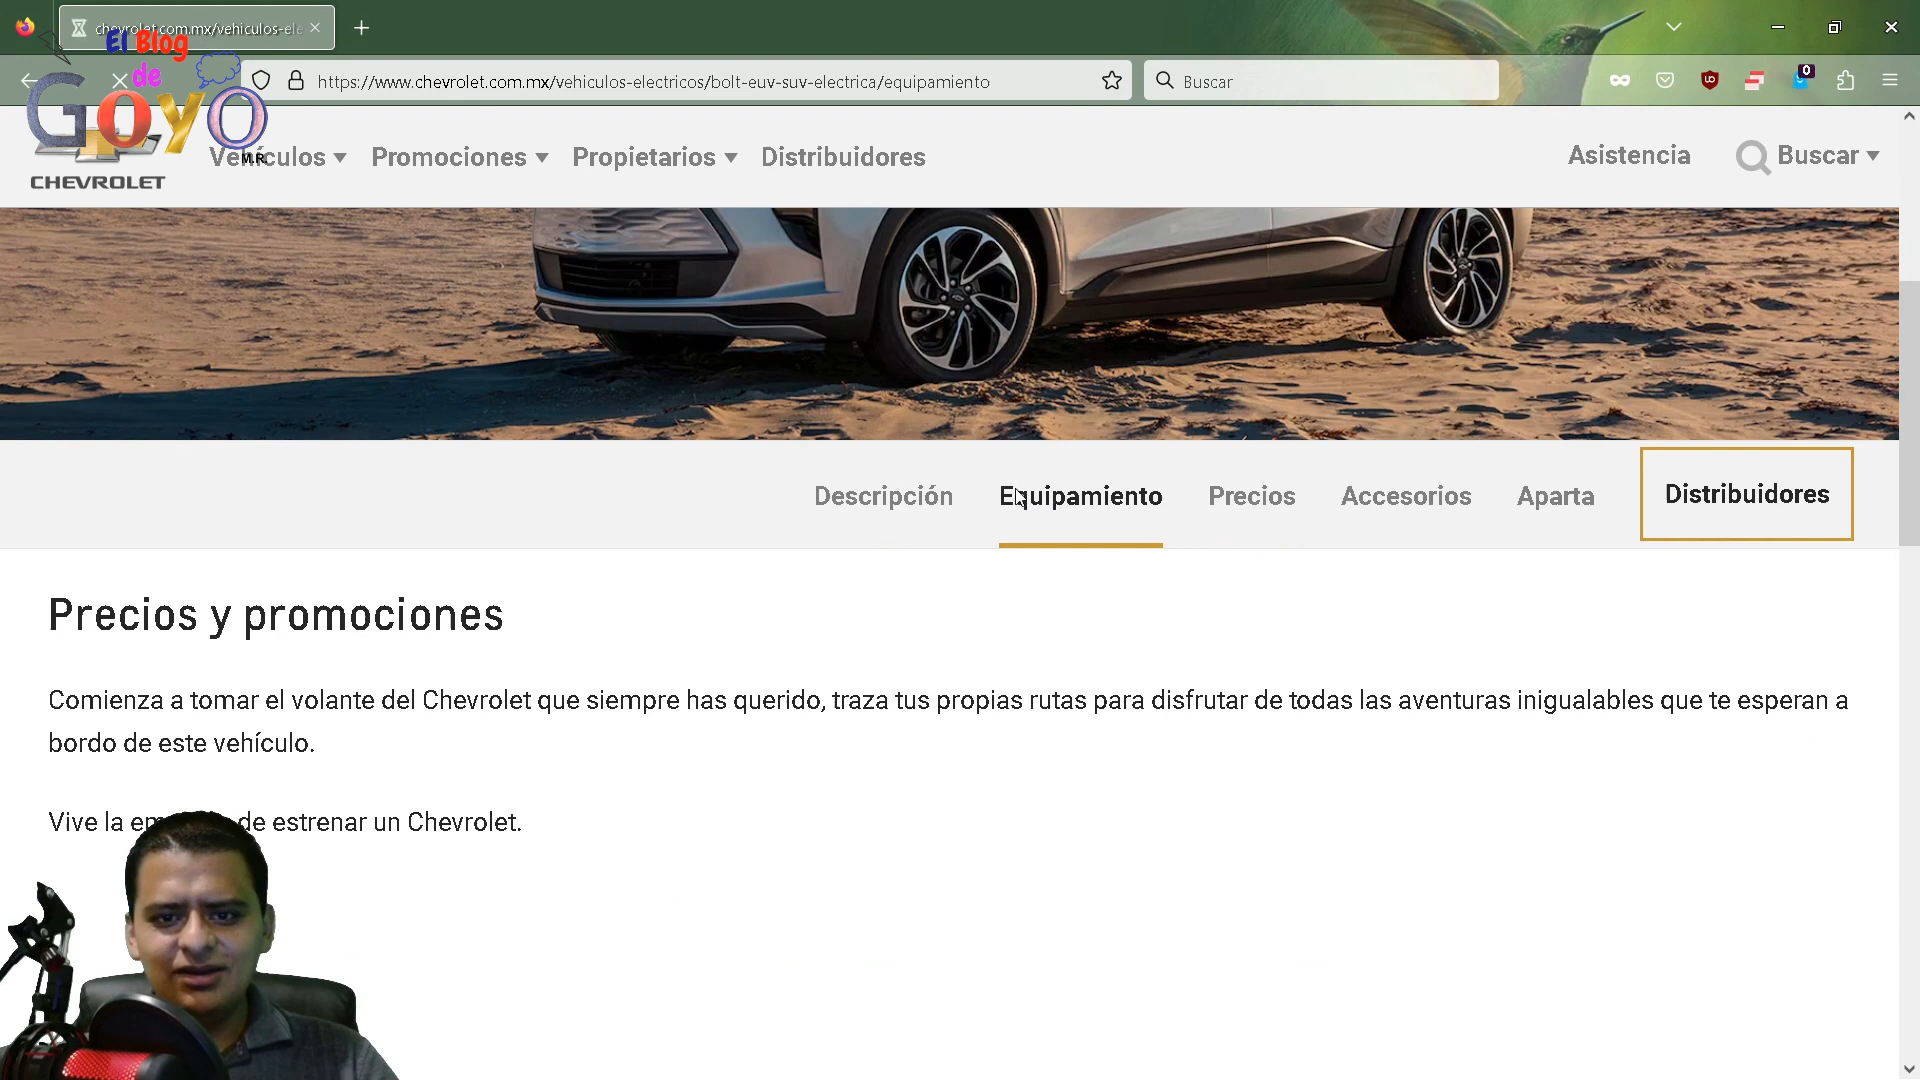 chevrolet.com.mx/vehiculos-ele
El Blog
de
GOYO
M.R.
https://www.chevrolet.com.mx/vehiculos-electricos/bolt-euv-suv-electrica/equipamiento
Buscar
0
CHEVROLET
Vehículos
Promociones
Propietarios
Distribuidores
Asistencia
Buscar
Descripción
Equipamiento
Precios
Accesorios
Aparta
Distribuidores
Precios y promociones
Comienza a tomar el volante del Chevrolet que siempre has querido, traza tus propias rutas para disfrutar de todas las aventuras inigualables que te esperan a
bordo de este vehículo.
Vive la de estrenar un Chevrolet.